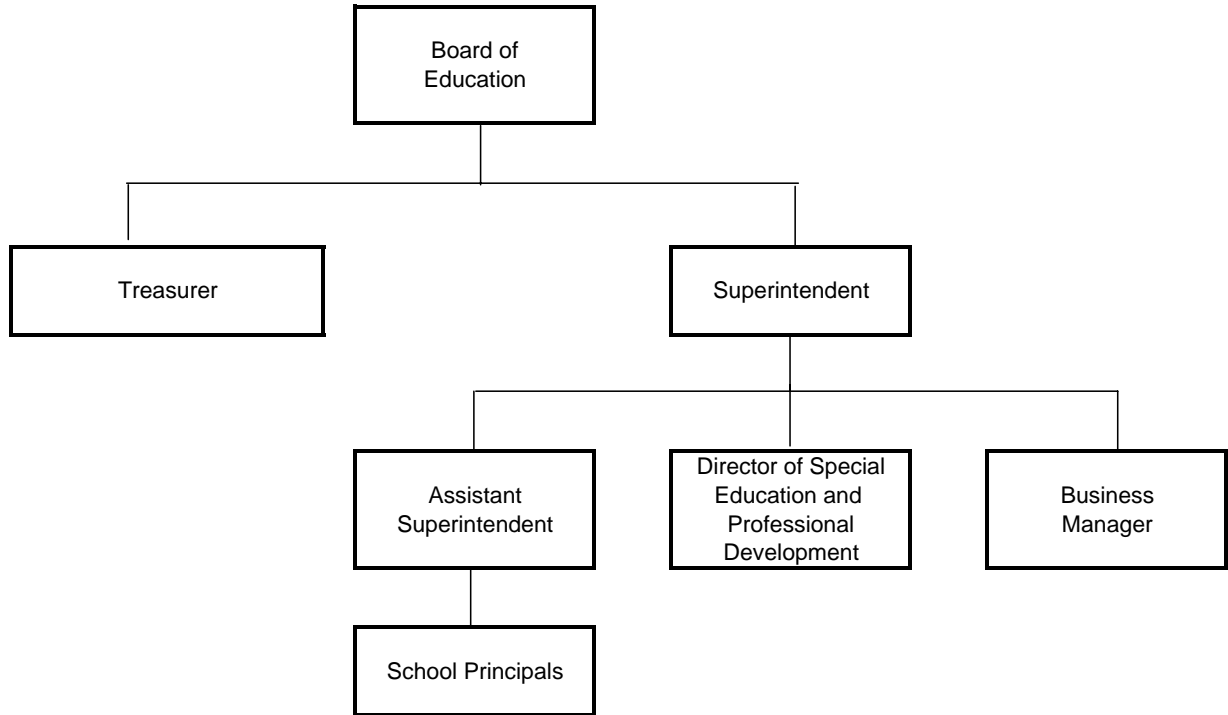 Board of
Education
Treasurer
Superintendent
Assistant
Superintendent
Director of Special
Education and
Professional
Development
Business
Manager
School Principals